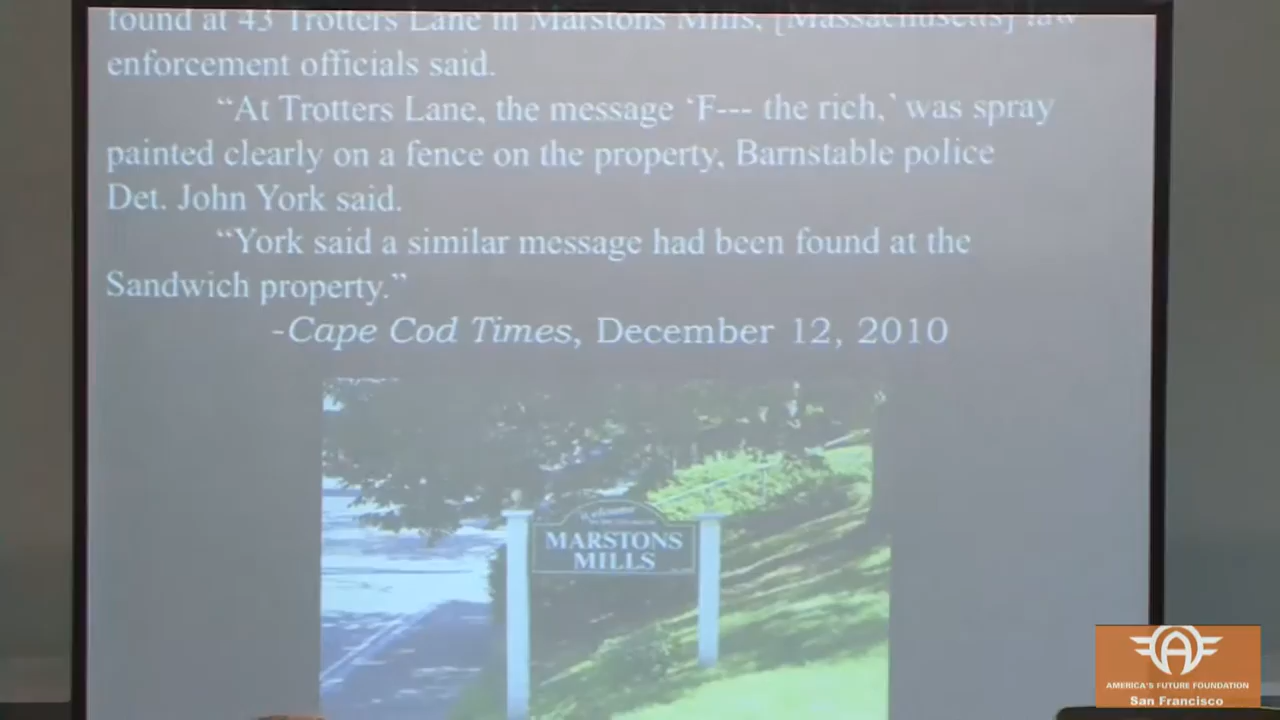 found at 43 Trotters Lane in Marstons Mills, [Massachusetts] law
enforcement officials said.
“At Trotters Lane, the message ‘F--- the rich,’ was spray
painted clearly on a fence on the property, Barnstable police
Det. John York said.
“York said a similar message had been found at the
Sandwich property.”
-Cape Cod Times, December 12, 2010
Welcome
MARSTONS
MILLS
AMERICA'S FUTURE FOUNDATION
San Francisco